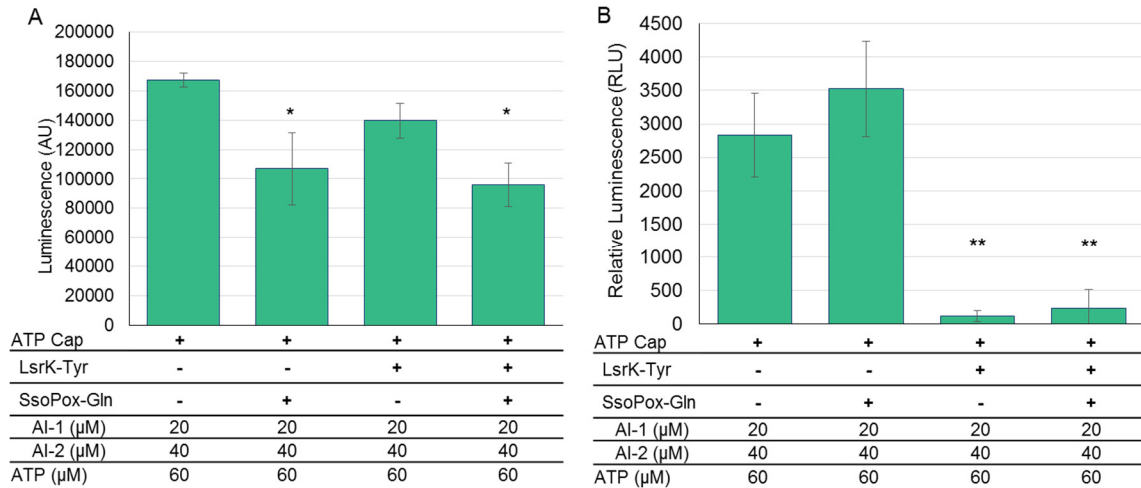 A
Luminescence (AU)
200000
180000
160000
140000
120000
100000
80000
60000
40000
20000
0
*
*
ATP Cap + + + +
LsrK-Tyr - - + +
SsoPox-Gln - + - +
AI-1 (µM) 20 20 20 20
AI-2 (µM) 40 40 40 40
ATP (µM) 60 60 60 60
B
Relative Luminescence (RLU)
4500
4000
3500
3000
2500
2000
1500
1000
500
0
**
**
ATP Cap + + + +
LsrK-Tyr - - + +
SsoPox-Gln - + - +
AI-1 (µM) 20 20 20 20
AI-2 (µM) 40 40 40 40
ATP (µM) 60 60 60 60